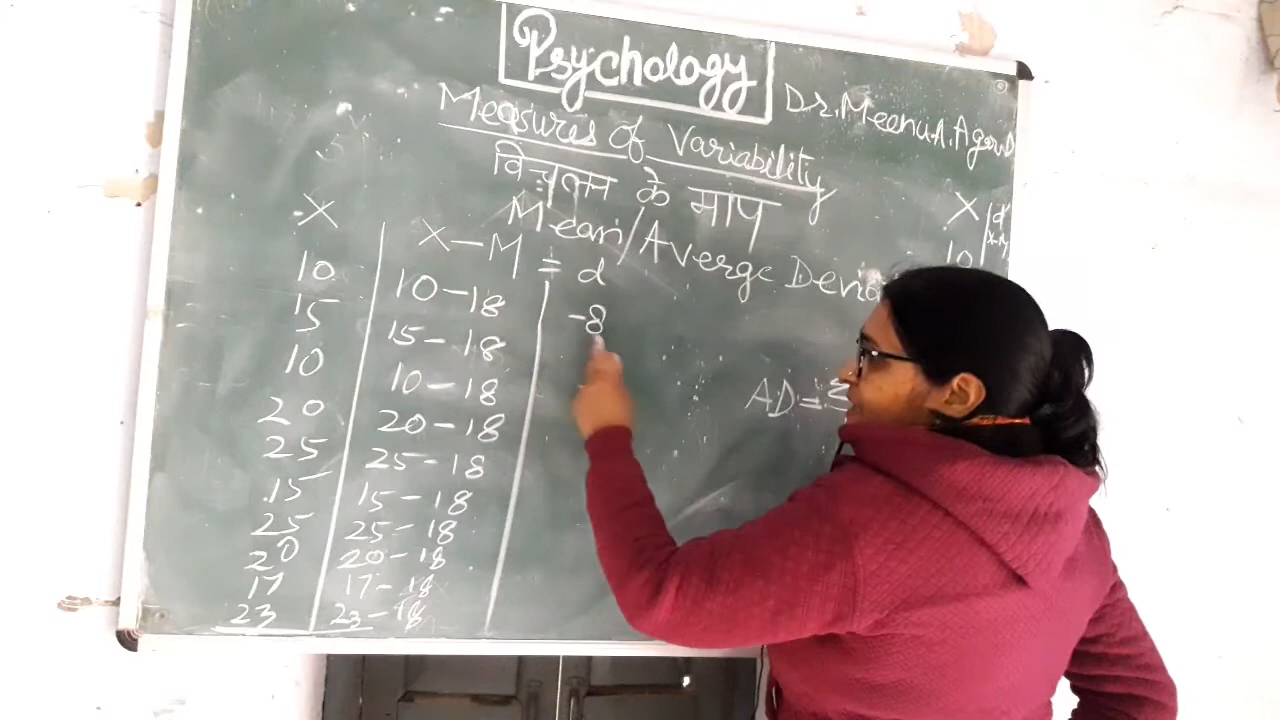 Psychology
Dr. Meenu A. Agarwal
Measures of Variability
विचलन के माप
Mean/Averge
X
X-M = d
10
10-18
-8
15
15-18
10
10-18
20
20-18
25
25-18
15
15-18
25
25-18
20
20-18
17
17-18
23
23-18
AD=
X
d
10